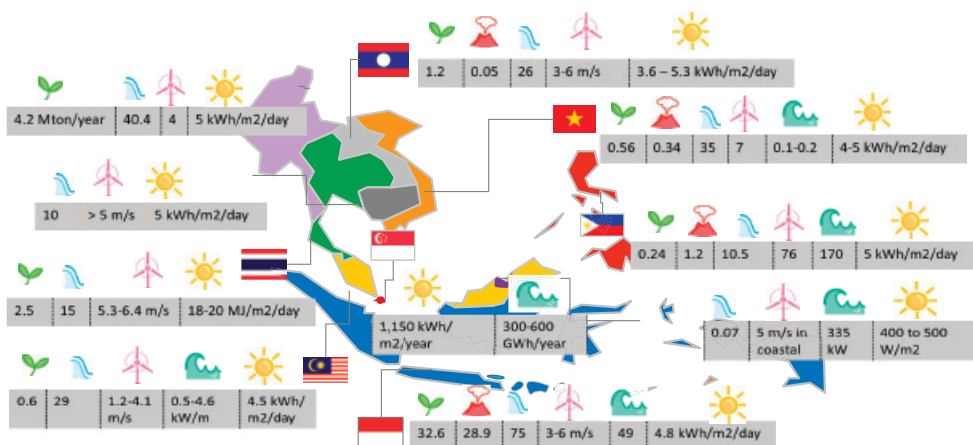 1.2 0.05 26 3-6 m/s 3.6 – 5.3 kWh/m2/day
4.2 Mton/year 40.4 4 5 kWh/m2/day
0.56 0.34 35 7 0.1-0.2 4-5 kWh/m2/day
10 > 5 m/s 5 kWh/m2/day
0.24 1.2 10.5 76 170 5 kWh/m2/day
2.5 15 5.3-6.4 m/s 18-20 MJ/m2/day
1,150 kWh/
m2/year
300-600
GWh/year
0.07
5 m/s in
coastal
335
kW
400 to 500
W/m2
0.6
29
1.2-4.1
m/s
0.5-4.6
kW/m
4.5 kWh/
m2/day
32.6 28.9 75 3-6 m/s 49 4.8 kWh/m2/day